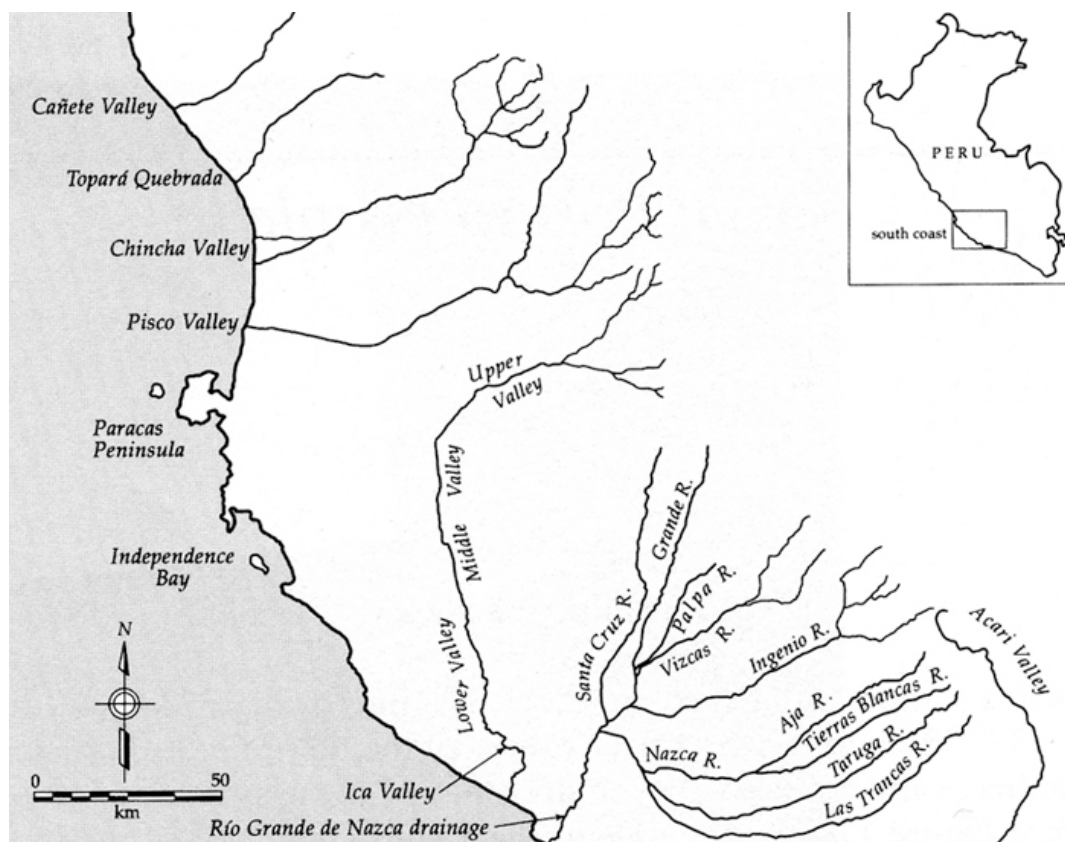 Cañete Valley
Topará Quebrada
Chincha Valley
Pisco Valley
Paracas
Peninsula
Independence
Bay
N
0
50
km
Upper
Valley
Middle Valley
Lower Valley
Ica Valley
Río Grande de Nazca drainage
Santa Cruz R.
Grande R.
Palpa R.
Vizcas R.
Ingenio R.
Aja R.
Tierras Blancas R.
Nazca R.
Taruga R.
Las Trancas R.
Acari Valley
PERU
south coast